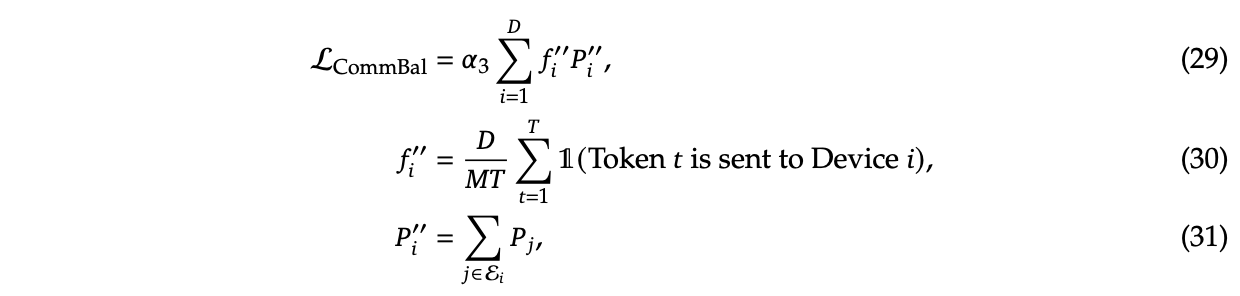 ℒ_CommBal = α₃ ∑_{i=1}^{D} f_i″ P_i″, (29)
f_i″ = D/(MT) ∑_{t=1}^{T} 𝟙(Token t is sent to Device i), (30)
P_i″ = ∑_{j∈ℰ_i} P_j, (31)